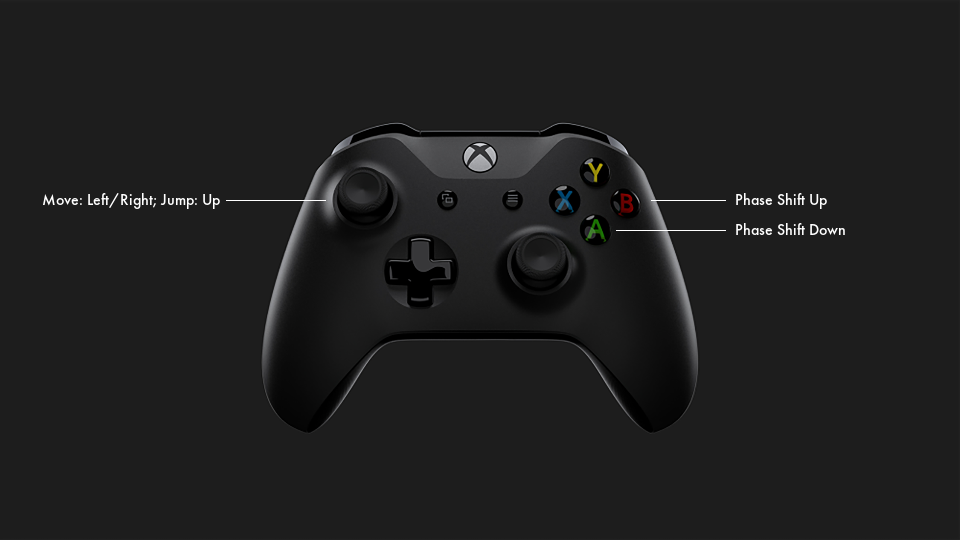 Y
Move: Left/Right; Jump: Up
X
B
Phase Shift Up
A
Phase Shift Down